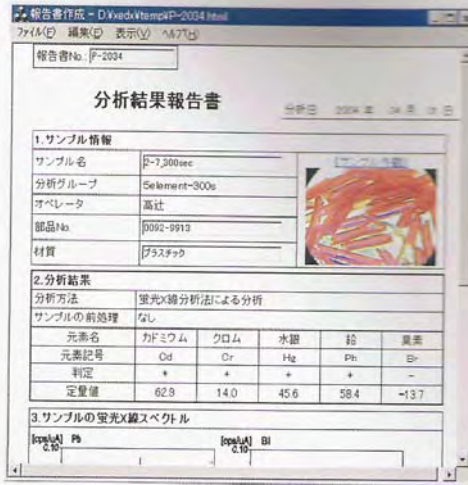 報告書作成 - D:¥xedx¥temp¥P-2034.html
ファイル(F) 編集(E) 表示(V) ヘルプ(H)
報告書No.: P-2034
分析結果報告書
分析日 2004 年 04 月 日
1.サンプル情報
サンプル名 2-7,300sec
[サンプル外観]
分析グループ 5element-300s
オペレータ 高辻
部品No. 0092-9913
材質 プラスチック
2.分析結果
分析方法 蛍光X線分析法による分析
サンプルの前処理 なし
元素名 カドミウム クロム 水銀 鉛 臭素
元素記号 Cd Cr Hg Pb Br
判定 + + + + -
定量値 62.9 14.0 45.6 58.4 -13.7
3.サンプルの蛍光X線スペクトル
[cps/uA] Pb [cps/uA] BI
0.10 0.10